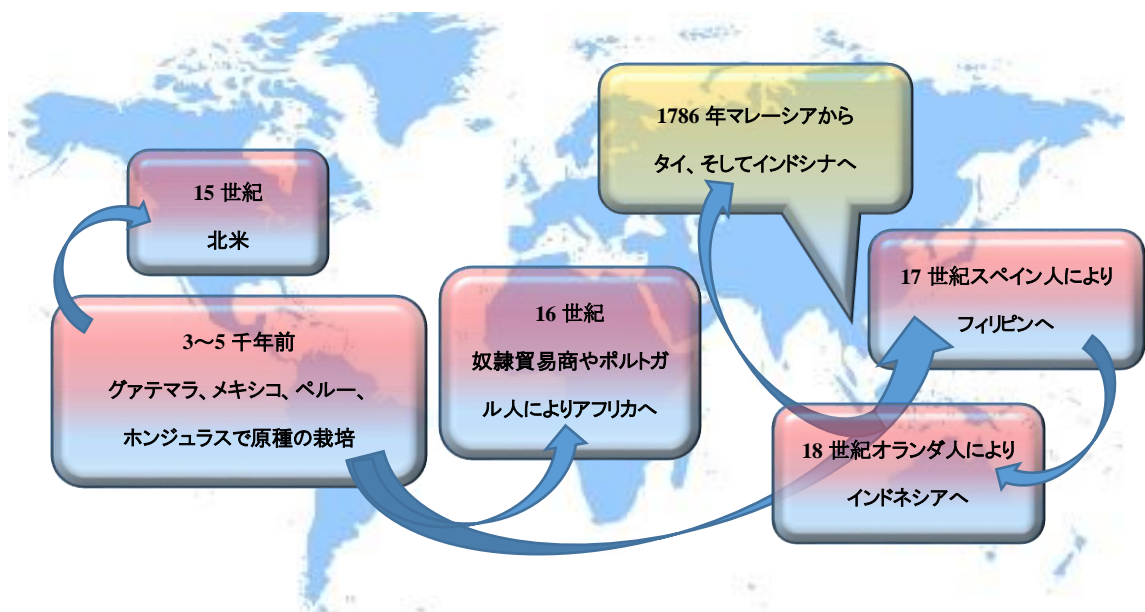 1786 年マレーシアから
タイ、そしてインドシナへ
15 世紀
北米
17 世紀スペイン人により
フィリピンへ
16 世紀
奴隷貿易商やポルトガ
ル人によりアフリカへ
3～5 千年前
グァテマラ、メキシコ、ペルー、
ホンジュラスで原種の栽培
18 世紀オランダ人により
インドネシアへ